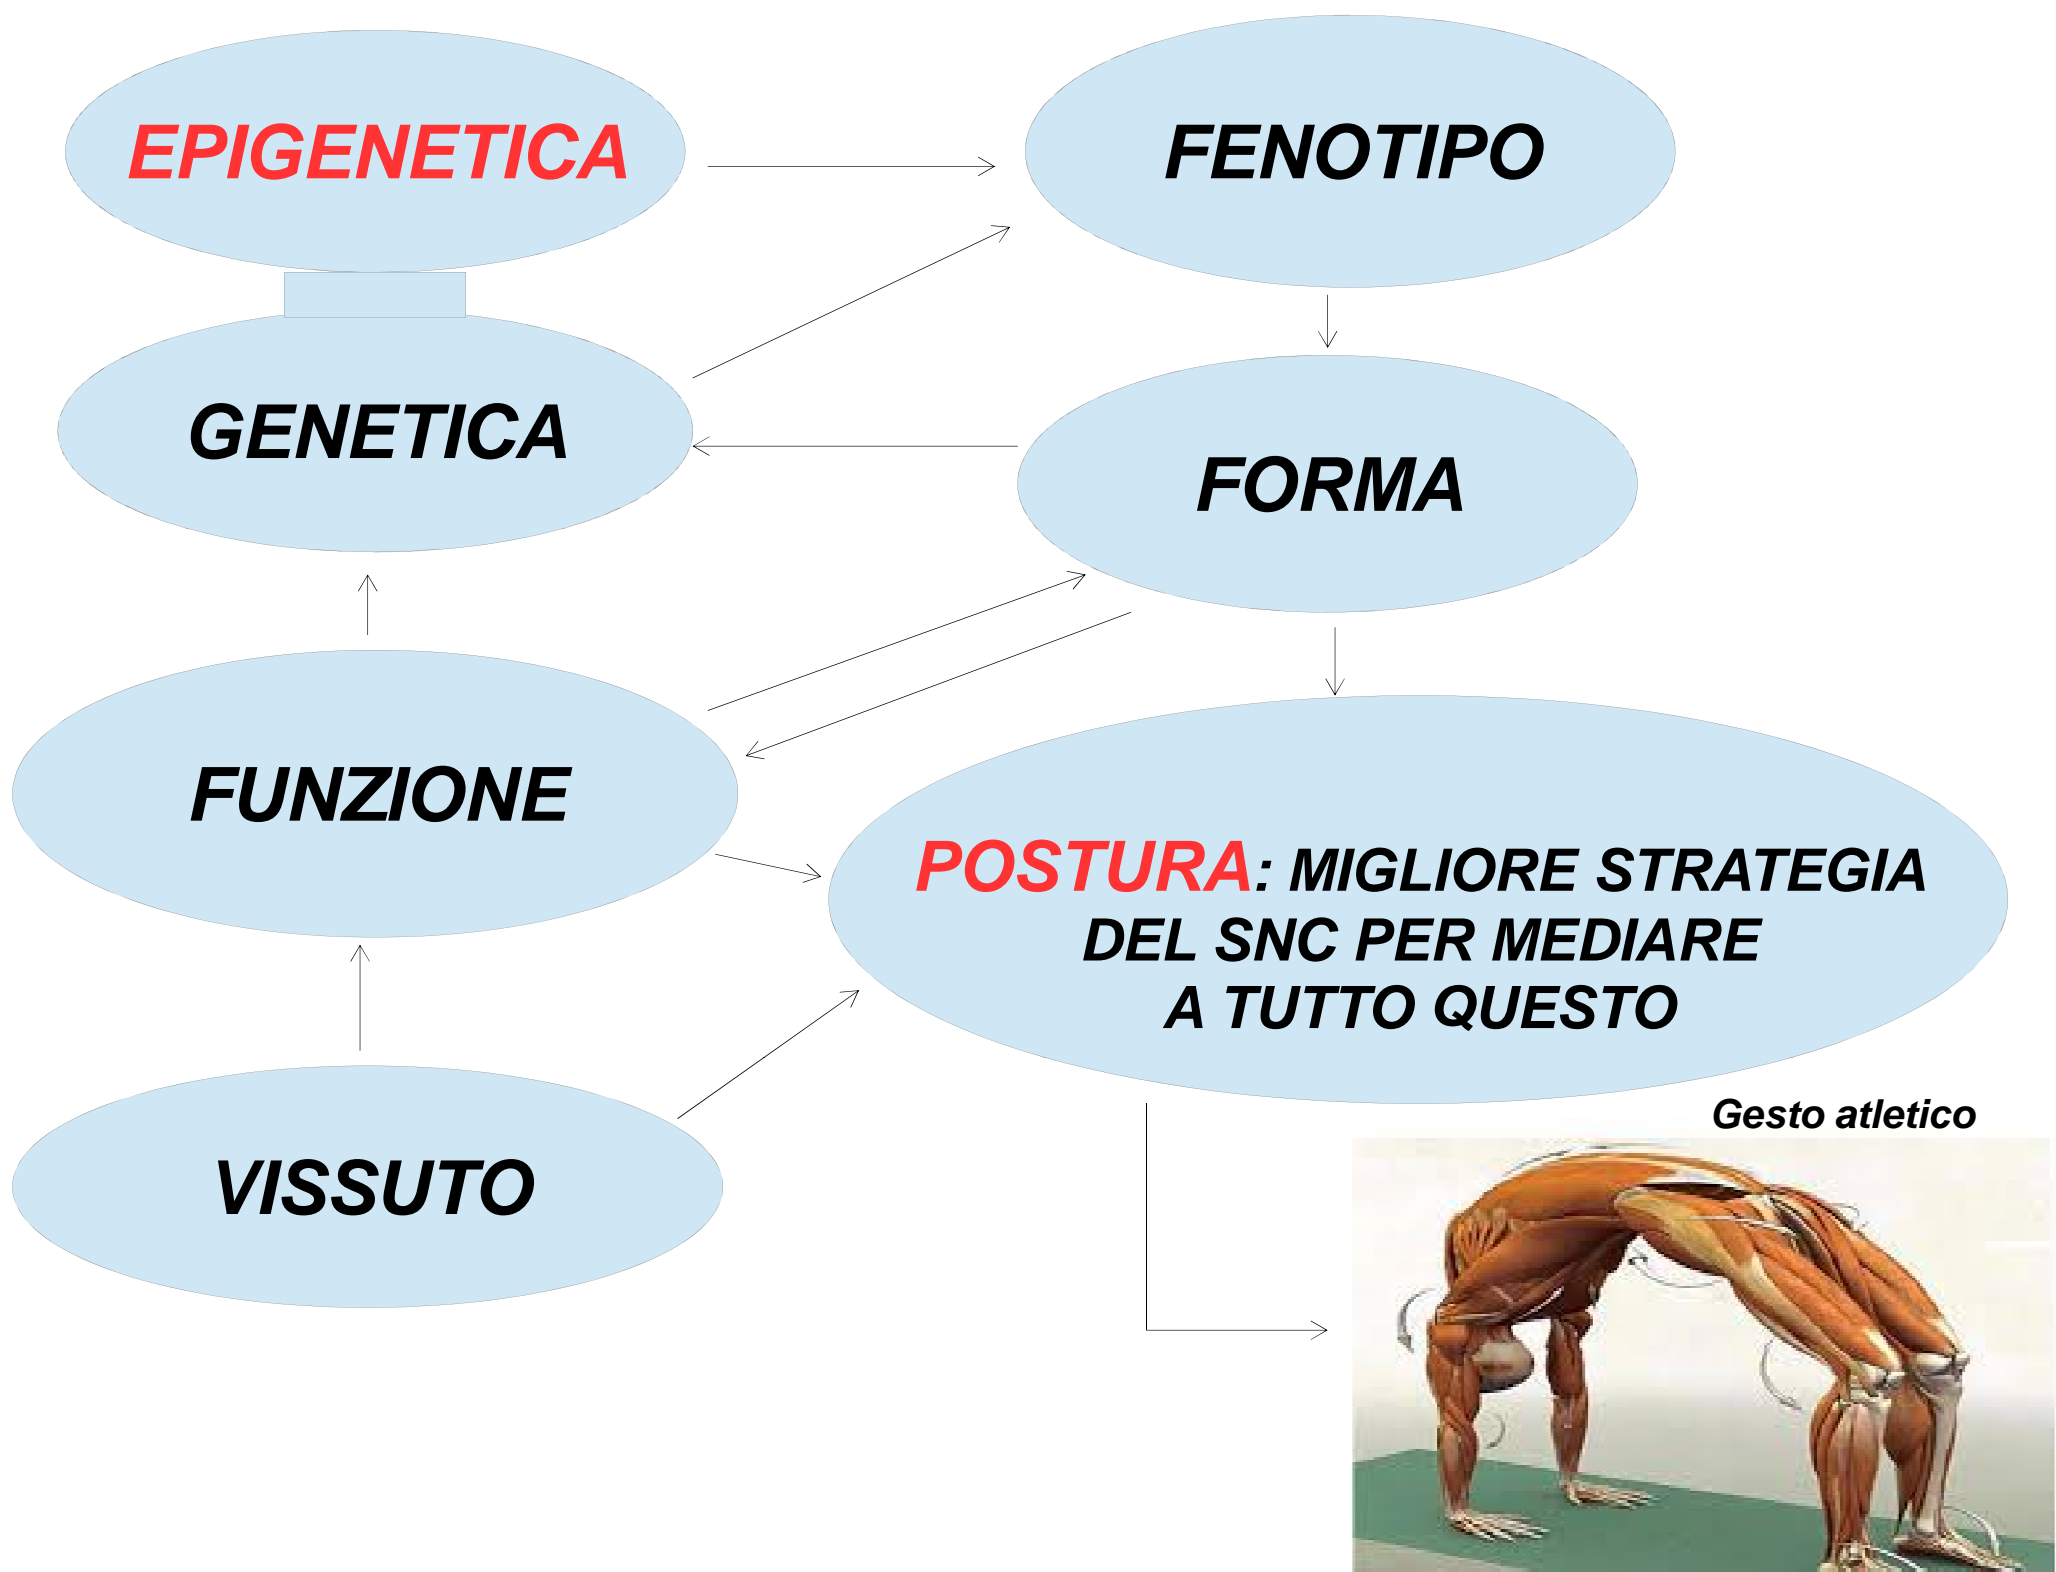 EPIGENETICA
FENOTIPO
GENETICA
FORMA
FUNZIONE
POSTURA: MIGLIORE STRATEGIA
DEL SNC PER MEDIARE
A TUTTO QUESTO
VISSUTO
Gesto atletico